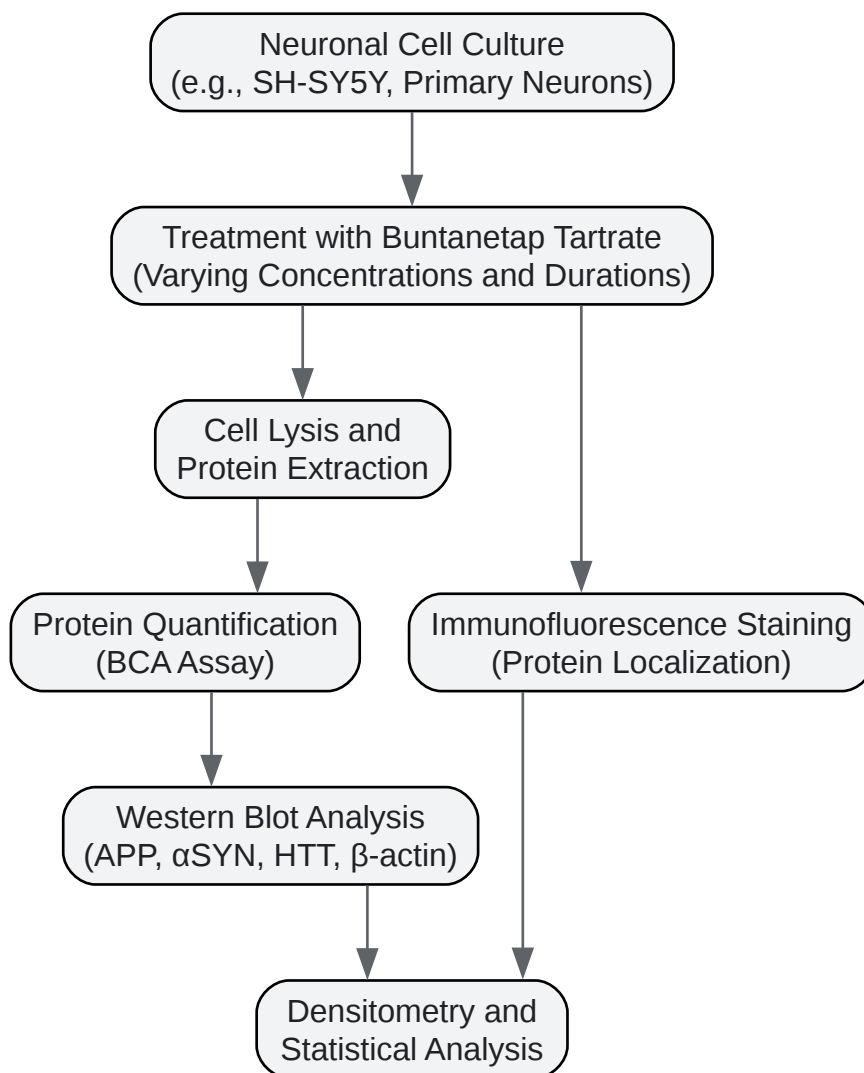 Neuronal Cell Culture
(e.g., SH-SY5Y, Primary Neurons)
Treatment with Buntanetap Tartrate
(Varying Concentrations and Durations)
Cell Lysis and
Protein Extraction
Protein Quantification
(BCA Assay)
Immunofluorescence Staining
(Protein Localization)
Western Blot Analysis
(APP, αSYN, HTT, β-actin)
Densitometry and
Statistical Analysis